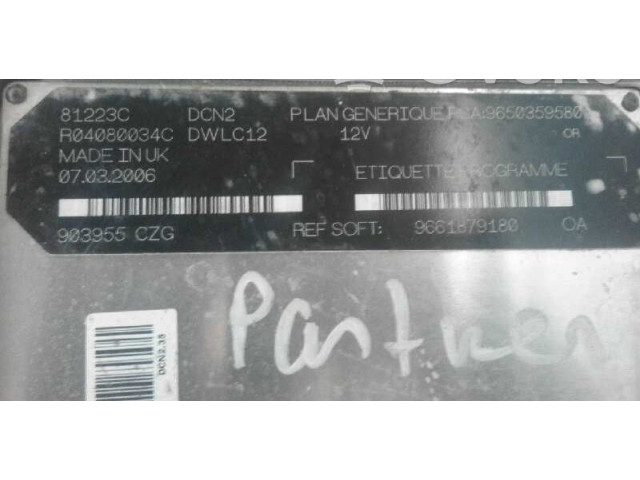 81223C DCN2 PLAN GENERIQUE PSA:9650359580
R04080034C DWLC12 12V OR
MADE IN UK
07.03.2006 ETIQUETTE PROGRAMME
903955 CZG REF SOFT: 9661879180 OA
Partner
DCN2.35